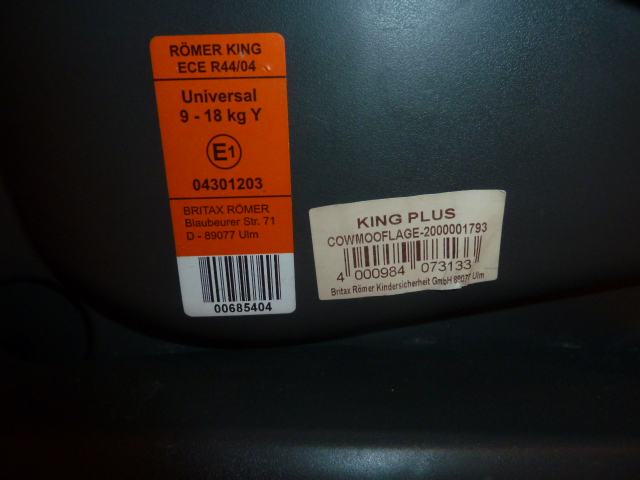 RÖMER KING
ECE R44/04
Universal
9 - 18 kg Y
E1
04301203
BRITAX RÖMER
Blaubeurer Str. 71
D - 89077 Ulm
00685404
KING PLUS
COWMOOFLAGE-2000001793
4 000984 073133
Britax Römer Kindersicherheit GmbH 89077 Ulm